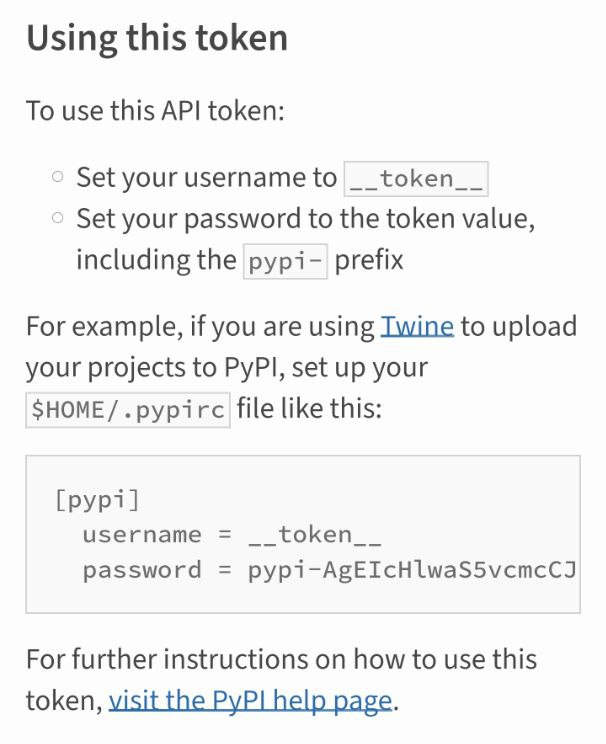 Using this token
To use this API token:
Set your username to __token__
Set your password to the token value,
including the pypi- prefix
For example, if you are using Twine to upload
your projects to PyPI, set up your
$HOME/.pypirc file like this:
[pypi]
username = __token__
password = pypi-AgEIcHlwaS5vcmcCJ
For further instructions on how to use this
token, visit the PyPI help page.